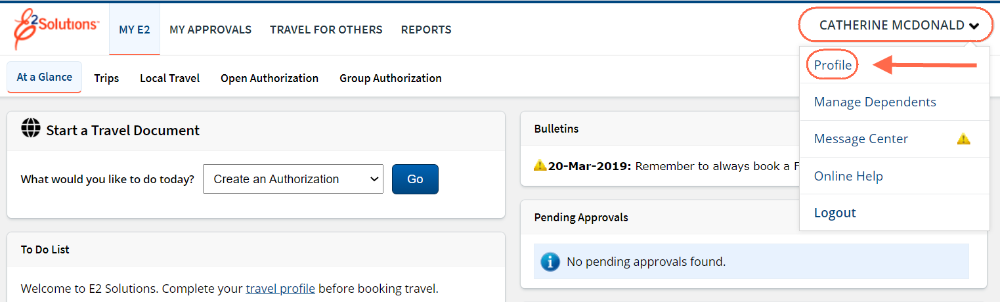 E2Solutions
MY E2
MY APPROVALS
TRAVEL FOR OTHERS
REPORTS
CATHERINE MCDONALD
At a Glance
Trips
Local Travel
Open Authorization
Group Authorization
Profile
Manage Dependents
Message Center
Online Help
Logout
Start a Travel Document
What would you like to do today?
Create an Authorization
Go
Bulletins
20-Mar-2019: Remember to always book a F
Pending Approvals
No pending approvals found.
To Do List
Welcome to E2 Solutions. Complete your travel profile before booking travel.